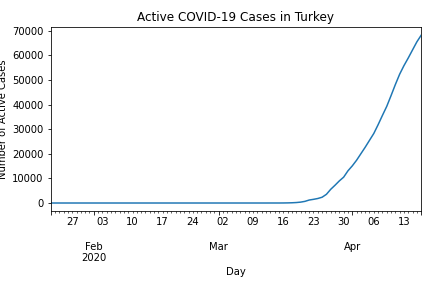 Active COVID-19 Cases in Turkey
70000
60000
50000
40000
30000
20000
10000
0
Number of Active Cases
27 03 10 17 24 02 09 16 23 30 06 13
Feb Mar Apr
2020
Day